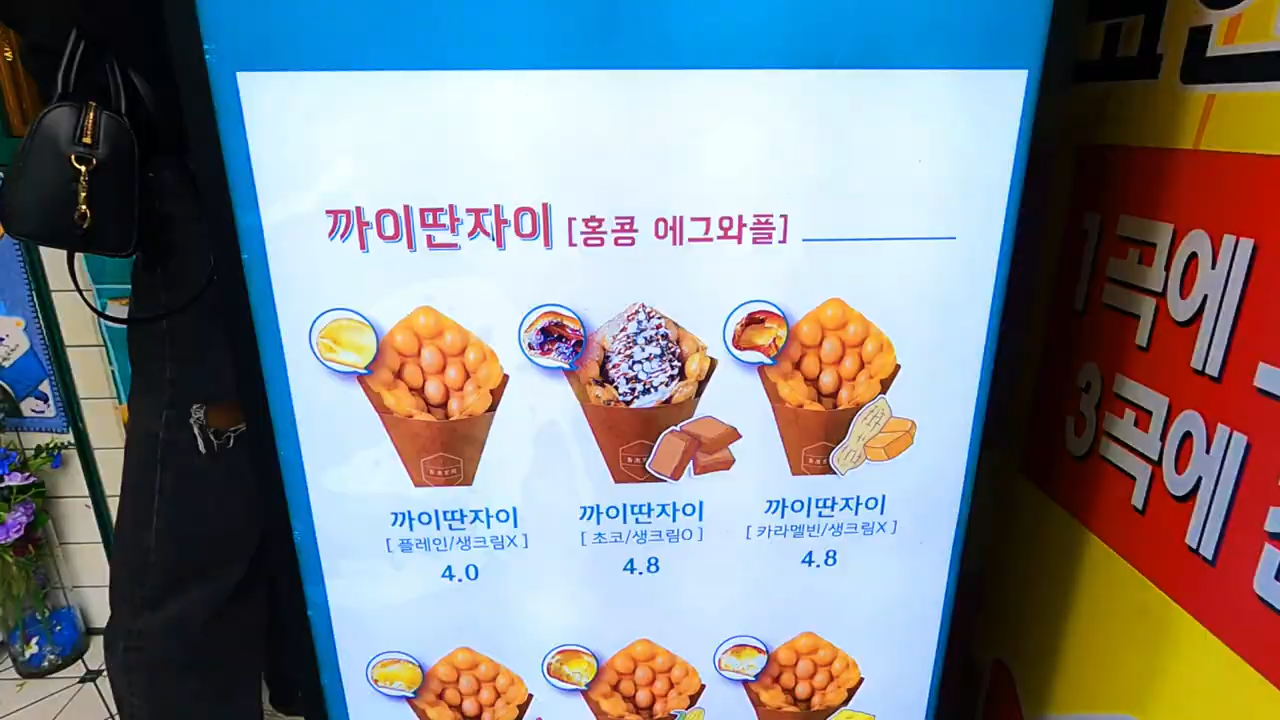 까이딴자이 [홍콩 에그와플]
까이딴자이
[ 플레인/생크림X ]
4.0
까이딴자이
[ 초코/생크림O ]
4.8
까이딴자이
[ 카라멜빈/생크림X ]
4.8
1곡에
3곡에